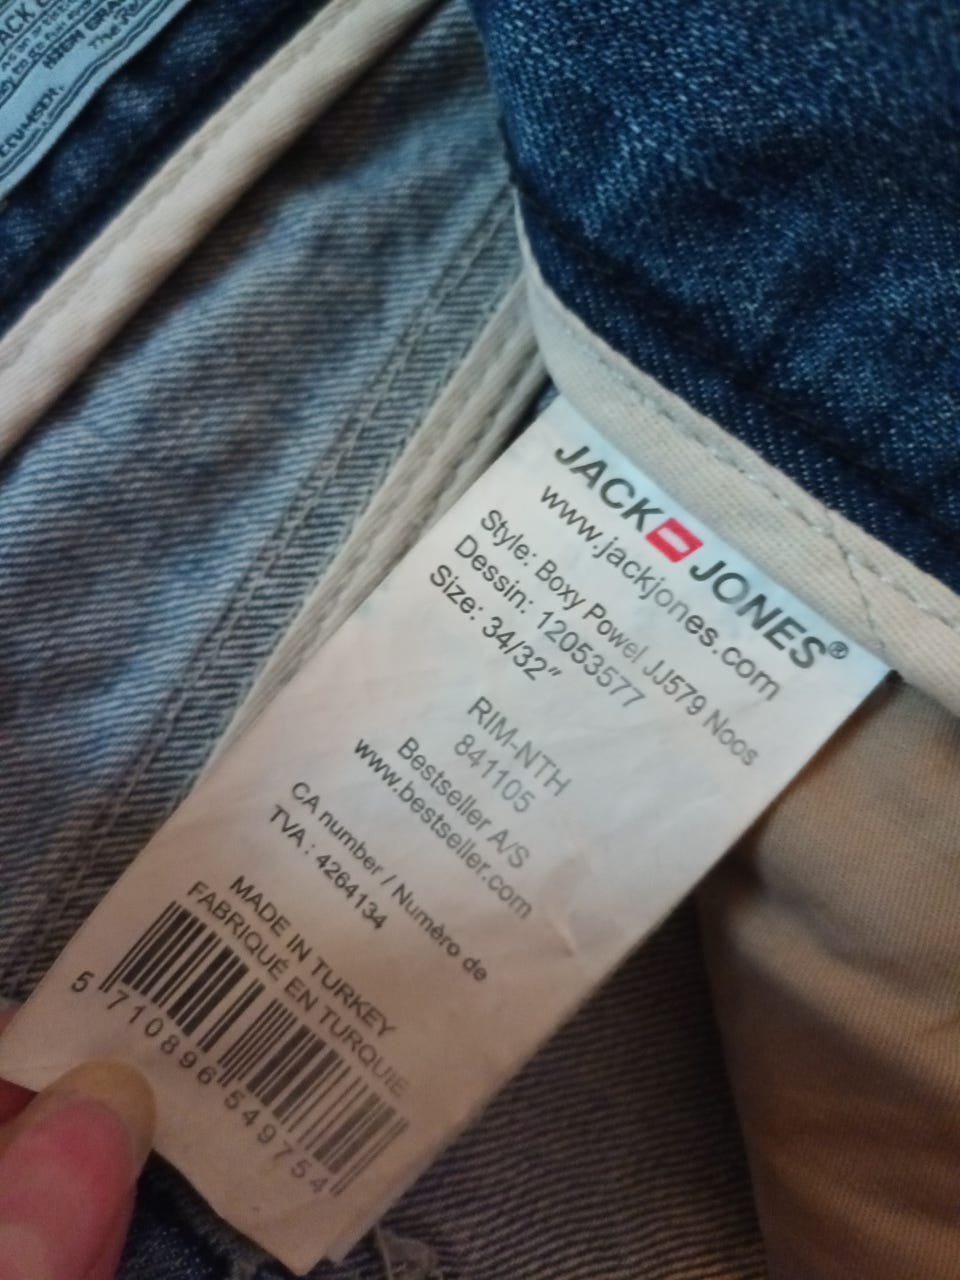 JACK JONES®
www.jackjones.com
Style: Boxy Powel JJ579 Noos
Dessin: 12053577
Size: 34/32"
RIM-NTH
841105
Bestseller A/S
www.bestseller.com
CA number / Numéro de
TVA : 4264134
MADE IN TURKEY
FABRIQUÉ EN TURQUIE
5 710896 549754